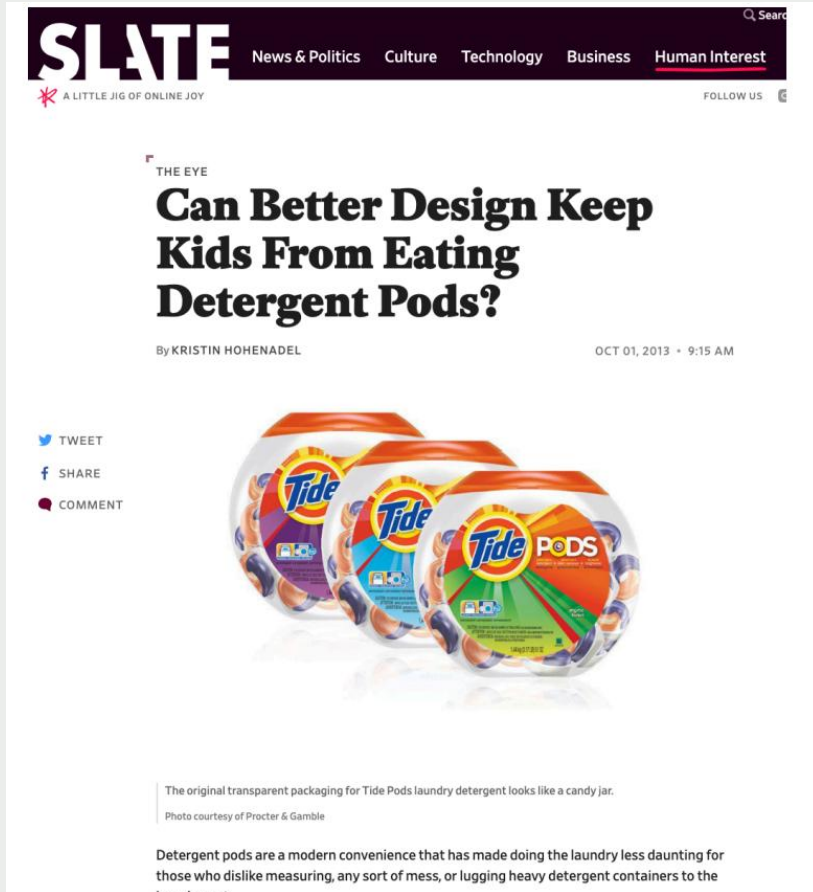 Searc
SLATE
News & Politics Culture Technology Business Human Interest
A LITTLE JIG OF ONLINE JOY
FOLLOW US
THE EYE
Can Better Design Keep
Kids From Eating
Detergent Pods?
By KRISTIN HOHENADEL
OCT 01, 2013 • 9:15 AM
TWEET
SHARE
COMMENT
Tide
Tide
Tide PODS
The original transparent packaging for Tide Pods laundry detergent looks like a candy jar.
Photo courtesy of Procter & Gamble
Detergent pods are a modern convenience that has made doing the laundry less daunting for
those who dislike measuring, any sort of mess, or lugging heavy detergent containers to the